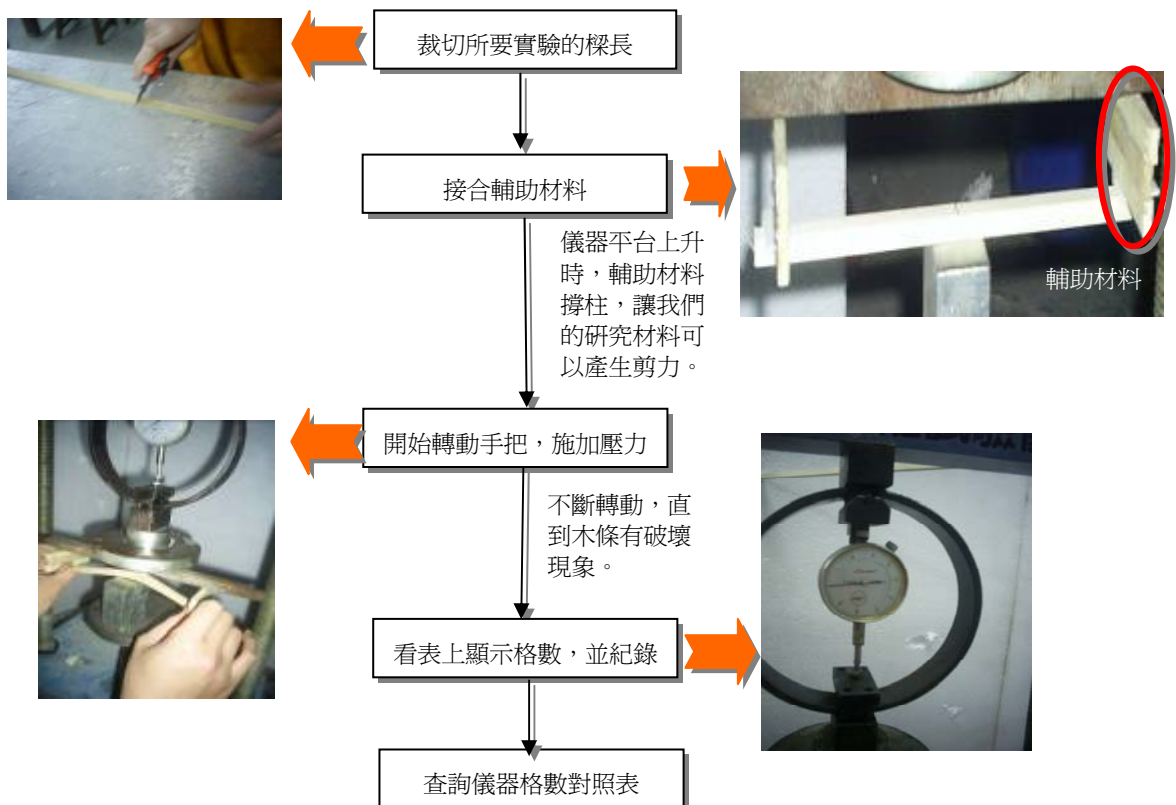 裁切所要實驗的樑長
接合輔助材料
儀器平台上升
時，輔助材料
撐柱，讓我們
的研究材料可
以產生剪力。
輔助材料
開始轉動手把，施加壓力
不斷轉動，直
到木條有破壞
現象。
看表上顯示格數，並紀錄
查詢儀器格數對照表